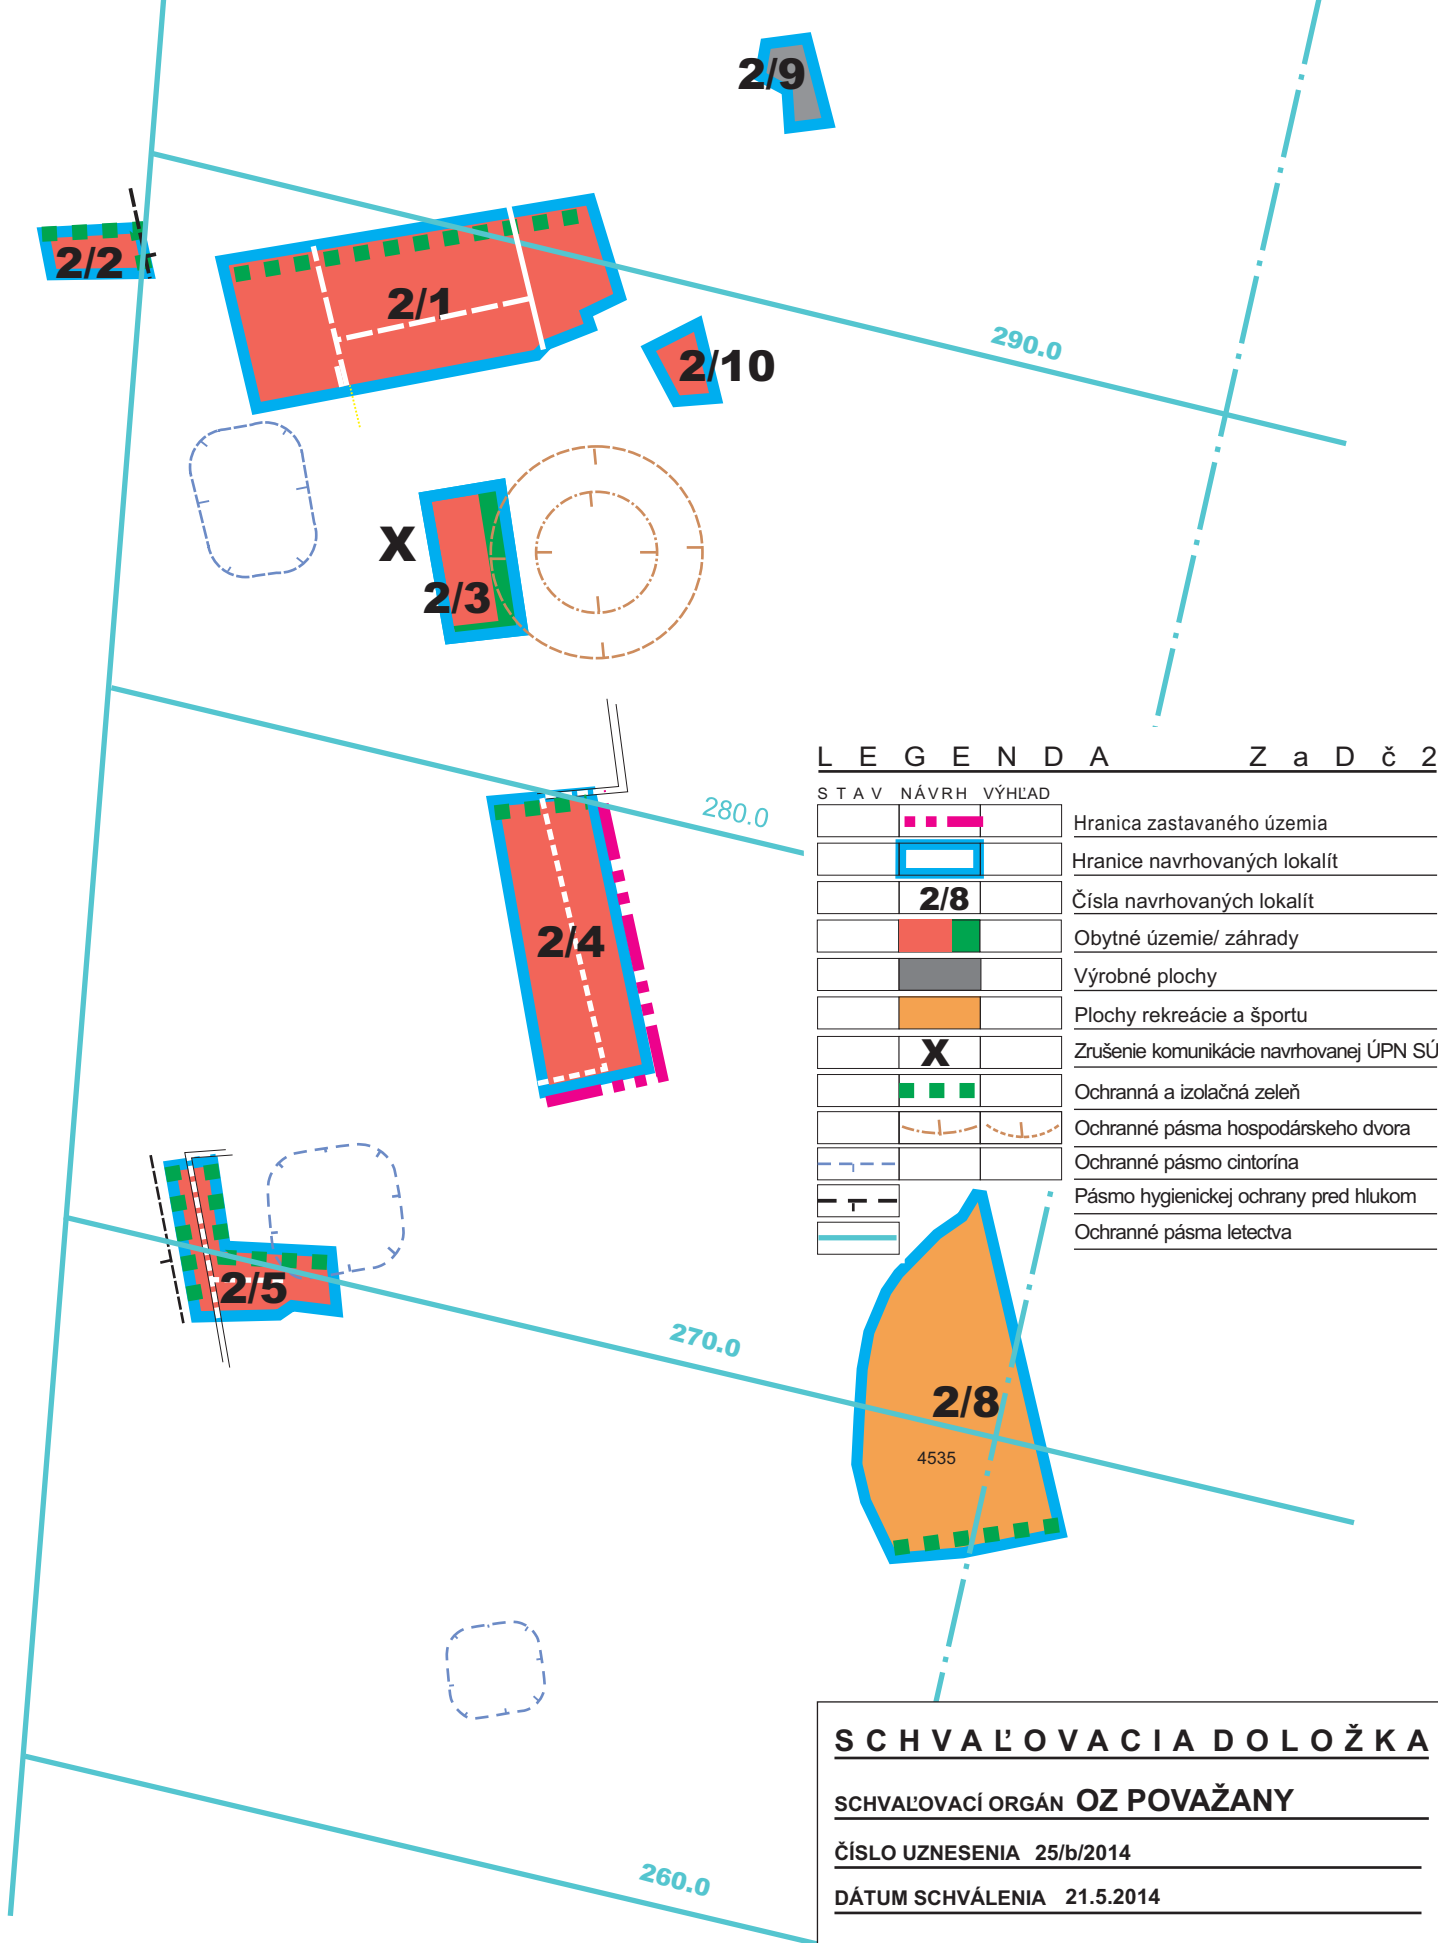 2/9
2/2
2/1
290.0
2/10
X
2/3
L E G E N D A Z a D č 2
S T A V NÁVRH VÝHĽAD
280.0
Hranica zastavaného územia
Hranice navrhovaných lokalít
2/8 Čísla navrhovaných lokalít
2/4
Obytné územie/ záhrady
Výrobné plochy
Plochy rekreácie a športu
X Zrušenie komunikácie navrhovanej ÚPN SÚ
Ochranná a izolačná zeleň
Ochranné pásma hospodárskeho dvora
Ochranné pásmo cintorína
Pásmo hygienickej ochrany pred hlukom
Ochranné pásma letectva
2/5
270.0
2/8
4535
S C H V A Ľ O V A C I A D O L O Ž K A
SCHVAĽOVACÍ ORGÁN OZ POVAŽANY
ČÍSLO UZNESENIA 25/b/2014
260.0
DÁTUM SCHVÁLENIA 21.5.2014